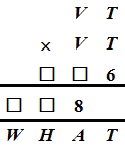 V T
× V T
□ □ 6
□ □ 8
W H A T